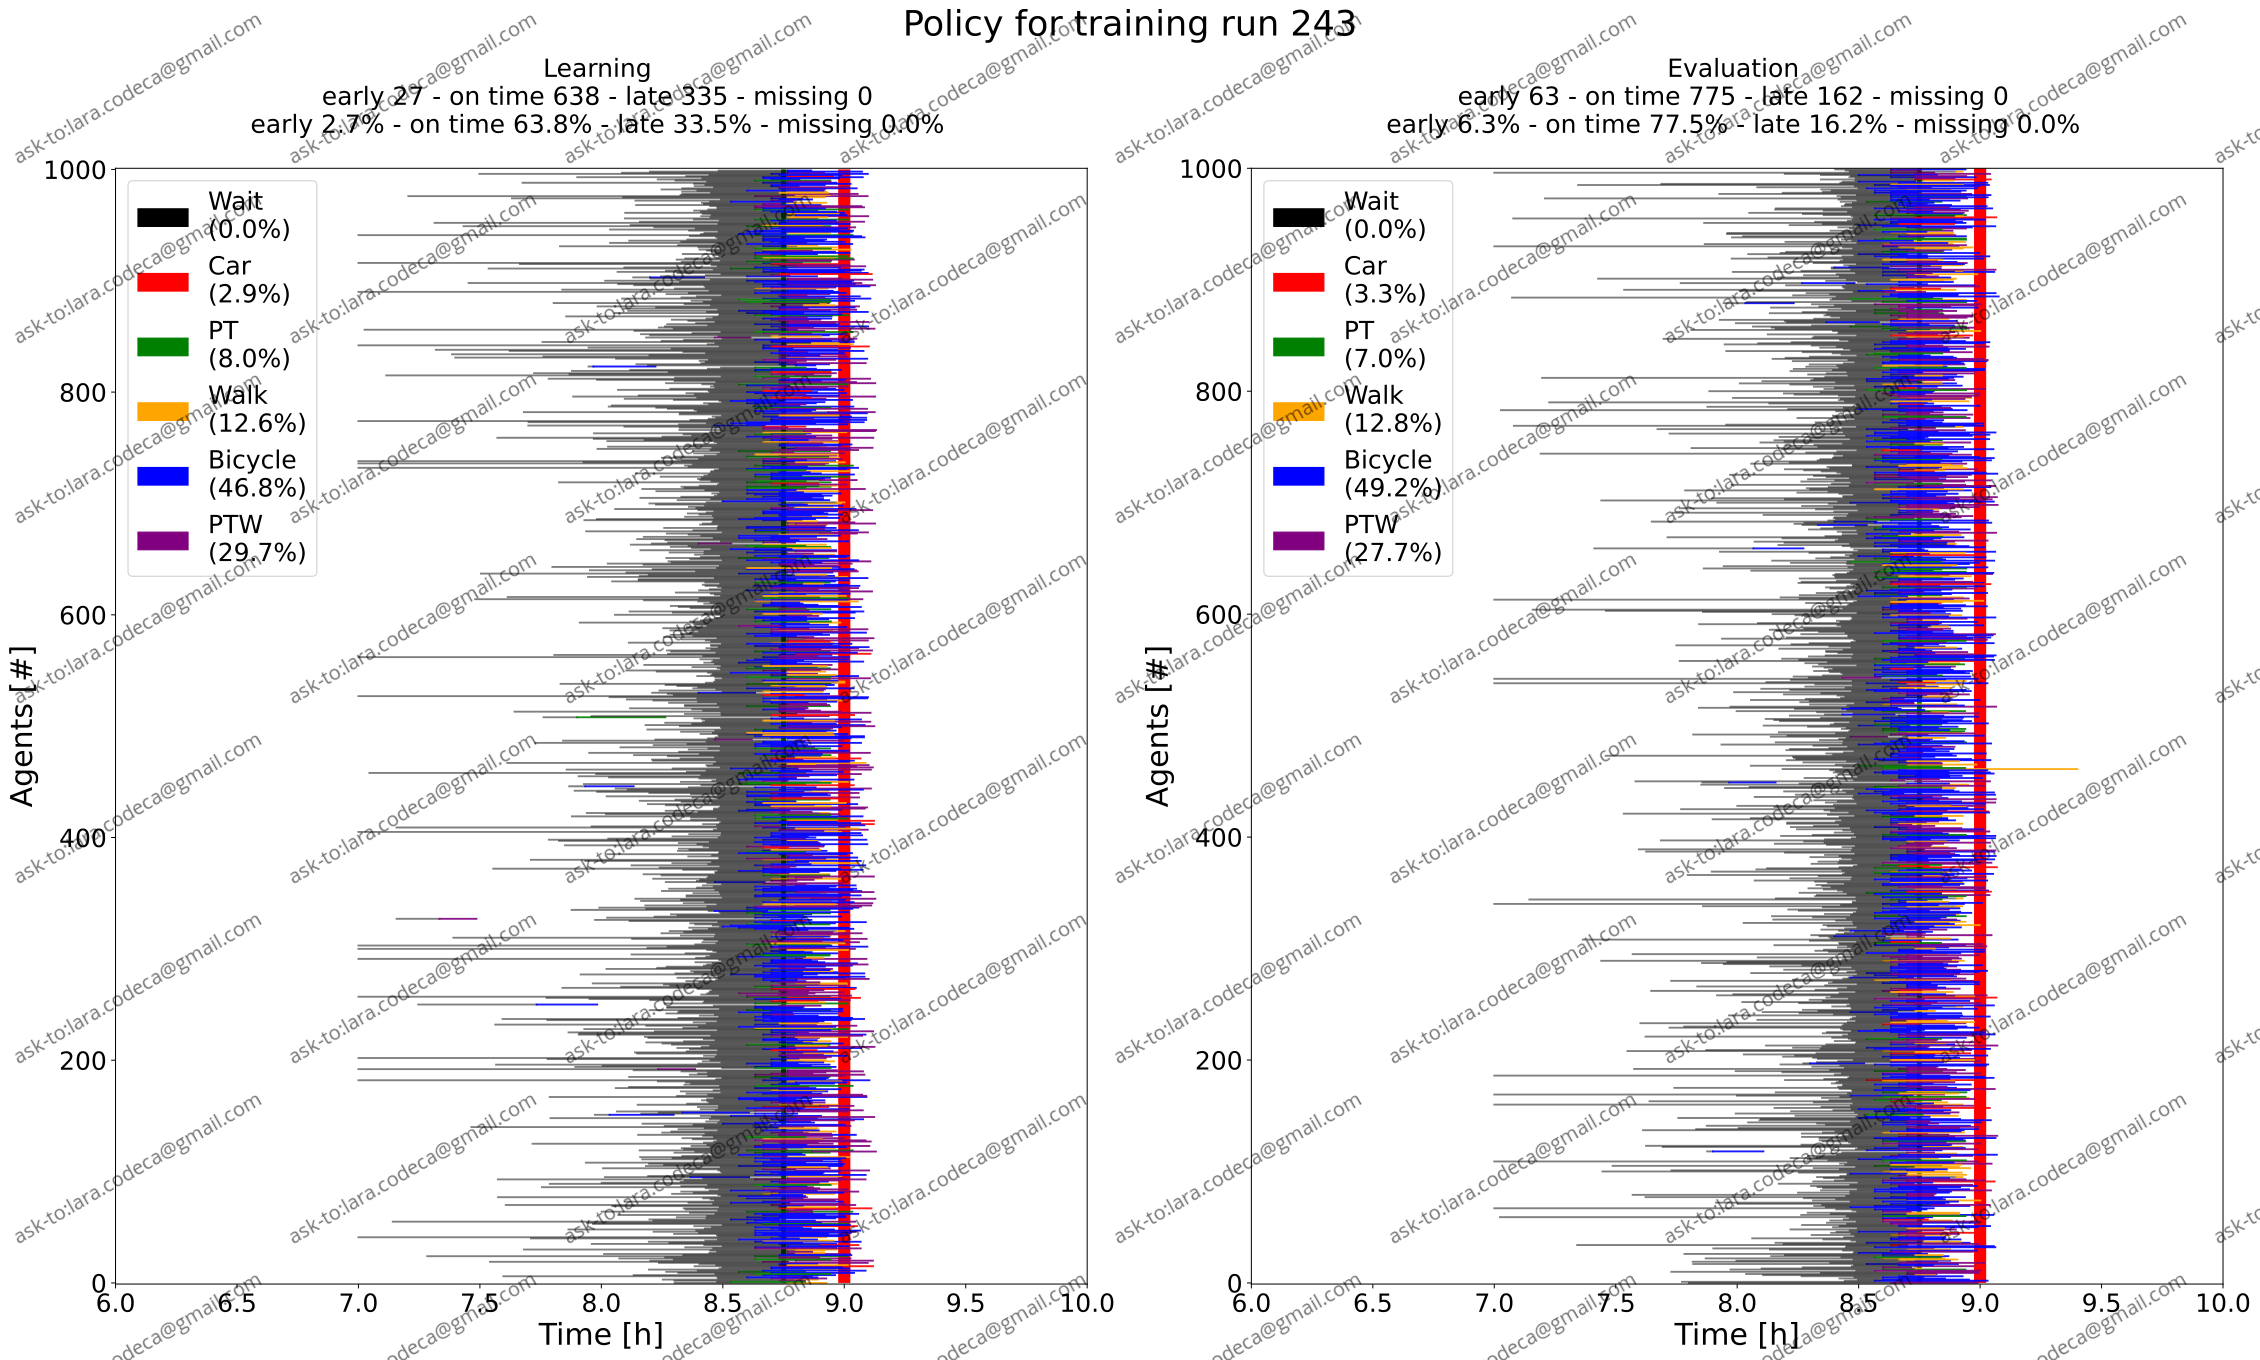 Policy for training run 243
Learning
early 27 - on time 638 - late 335 - missing 0
early 2.7% - on time 63.8% - late 33.5% - missing 0.0%
Evaluation
early 63 - on time 775 - late 162 - missing 0
early 6.3% - on time 77.5% - late 16.2% - missing 0.0%
Agents [#]
1000
800
600
400
200
0
Wait
(0.0%)
Car
(2.9%)
PT
(8.0%)
Walk
(12.6%)
Bicycle
(46.8%)
PTW
(29.7%)
6.0 6.5 7.0 7.5 8.0 8.5 9.0 9.5 10.0
Time [h]
Agents [#]
1000
800
600
400
200
0
Wait
(0.0%)
Car
(3.3%)
PT
(7.0%)
Walk
(12.8%)
Bicycle
(49.2%)
PTW
(27.7%)
6.0 6.5 7.0 7.5 8.0 8.5 9.0 9.5 10.0
Time [h]
ask-to:lara.codeca@gmail.com